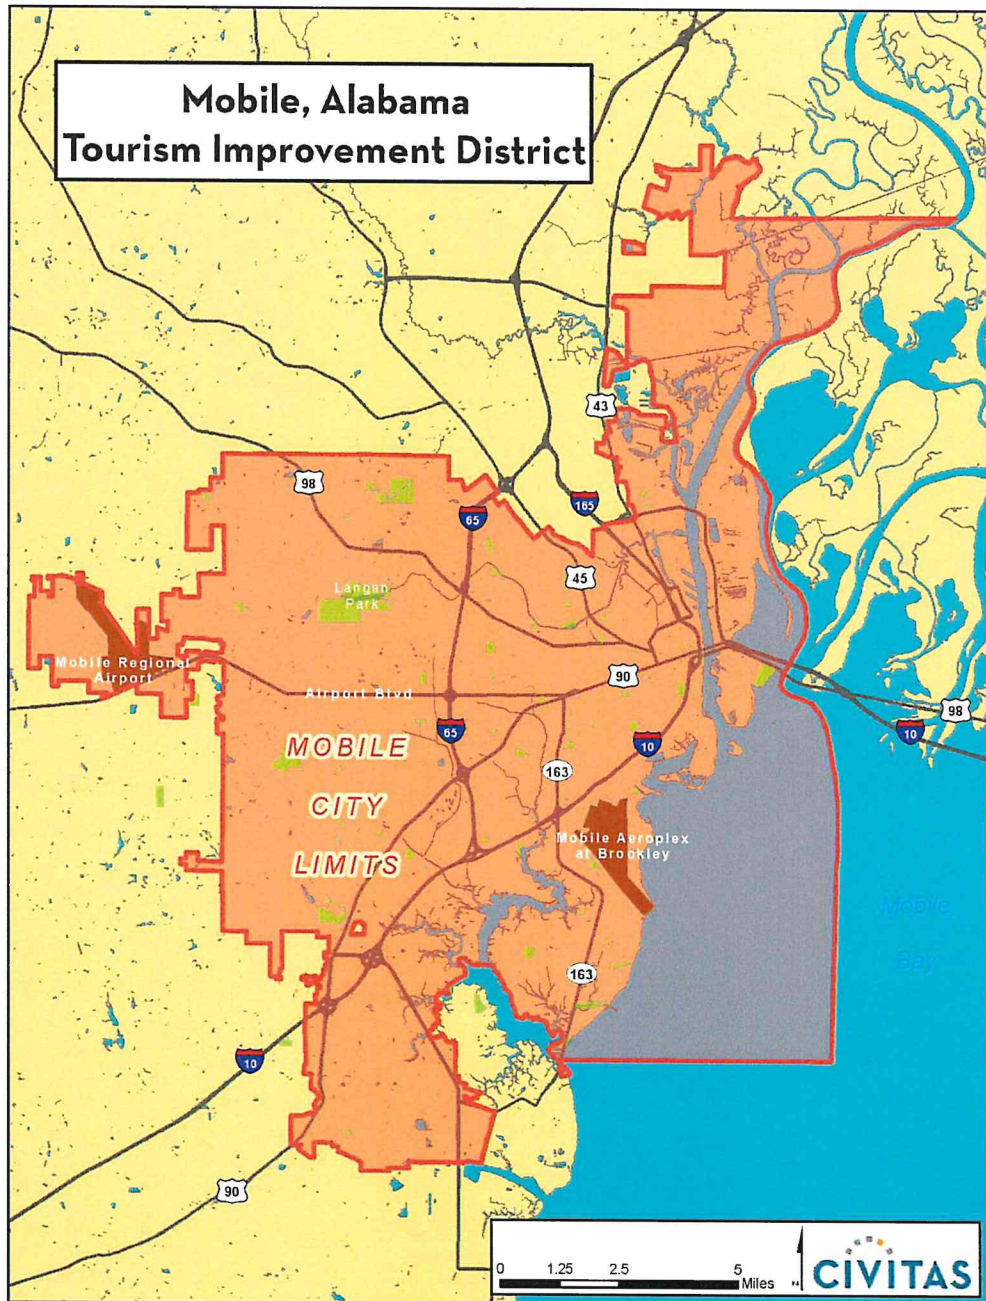 Mobile, Alabama
Tourism Improvement District
43
98
65
165
45
Langan
Park
Mobile Regional
Airport
90
Airport Blvd
98
10
65
10
MOBILE
CITY
LIMITS
163
Mobile Aeroplex
at Brookley
Mobile
Bay
163
10
90
0 1.25 2.5 5
Miles
N
CIVITAS